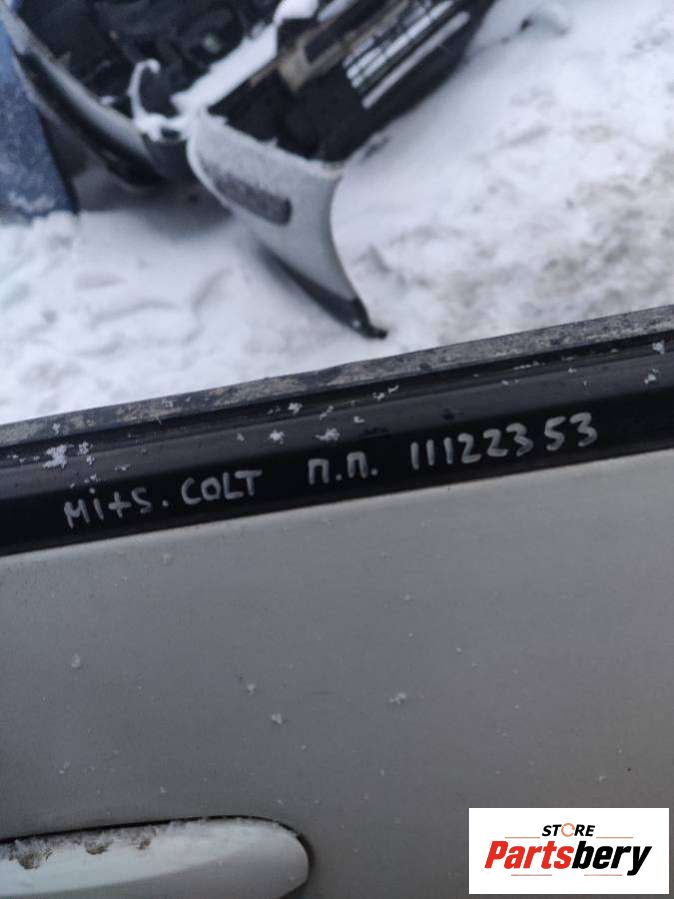 Mits. COLT П.П. 11122353
STORE
Partsbery